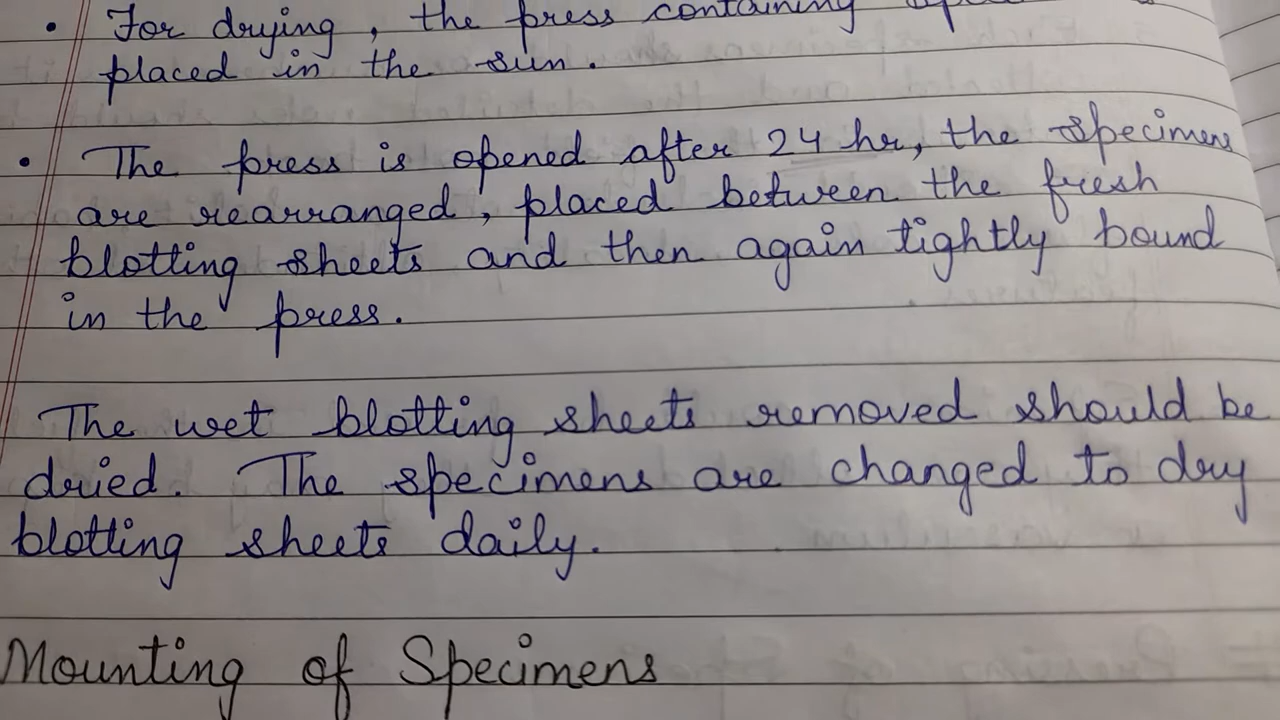 • For drying, the press containing
placed in the sun.
• The press is opened after 24 hr, the specimens
are rearranged, placed between the fresh
blotting sheets and then again tightly bound
in the press.
The wet blotting sheets removed should be
dried. The specimens are changed to dry
blotting sheets daily.
Mounting of Specimens